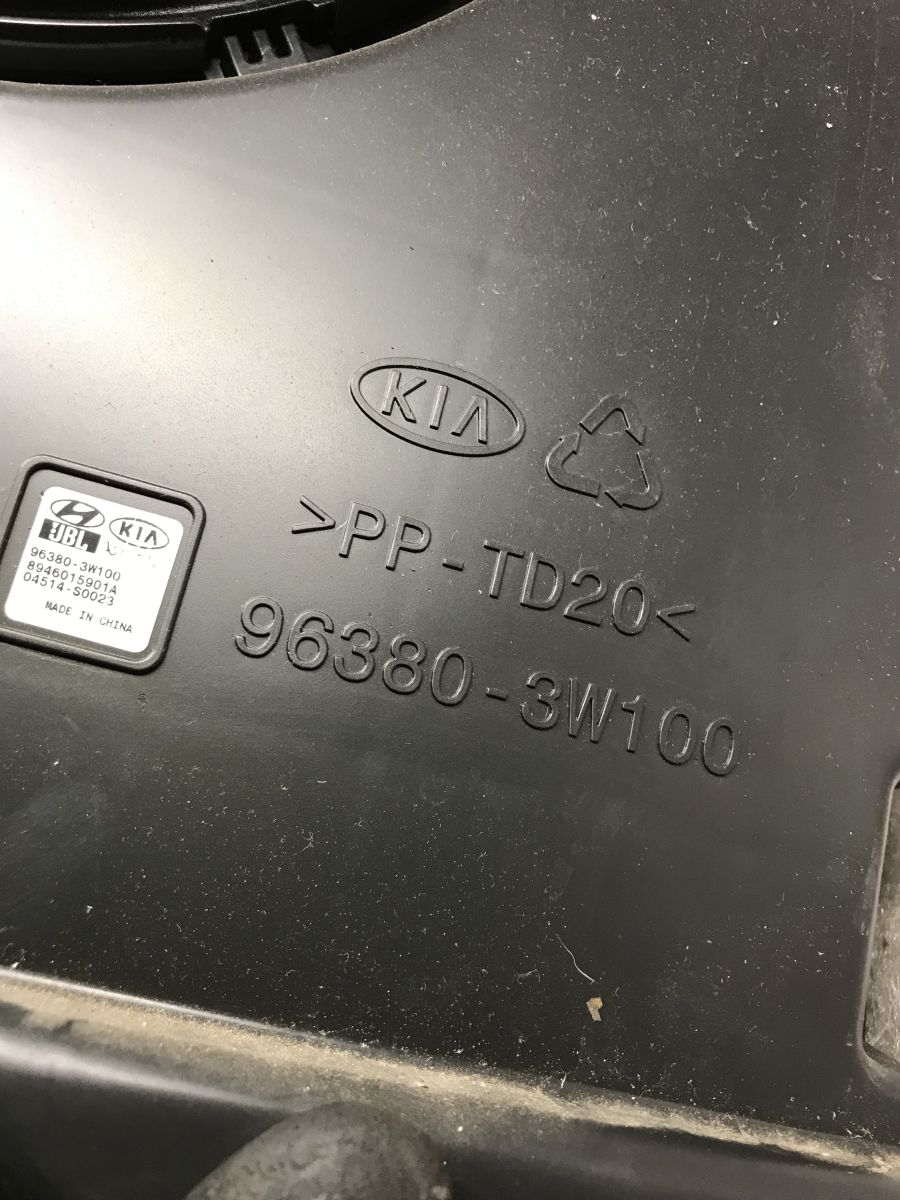 KIA
>PP-TD20<
96380-3W100
KIA
JBL
96380-3W100
8946015901A
04514-S0023
MADE IN CHINA